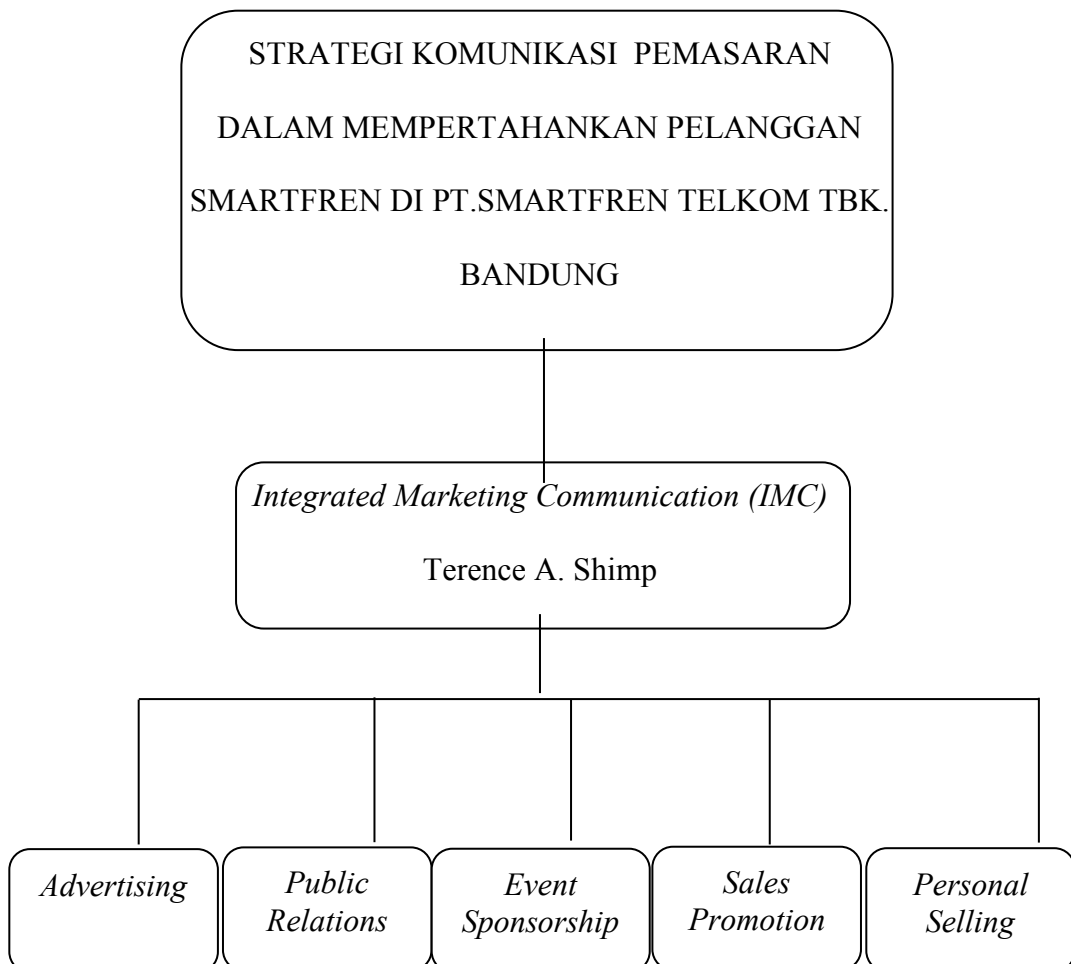 STRATEGI KOMUNIKASI PEMASARAN
DALAM MEMPERTAHANKAN PELANGGAN
SMARTFREN DI PT.SMARTFREN TELKOM TBK.
BANDUNG
Integrated Marketing Communication (IMC)
Terence A. Shimp
Advertising
Public
Relations
Event
Sponsorship
Sales
Promotion
Personal
Selling